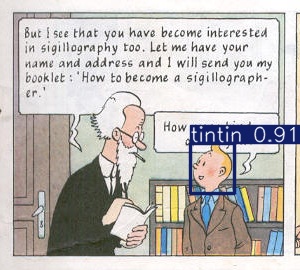 But I see that you have become interested
in sigillography too. Let me have your
name and address and I will send you my
booklet : 'How to become a sigillograph-
er.'
How
tintin 0.91